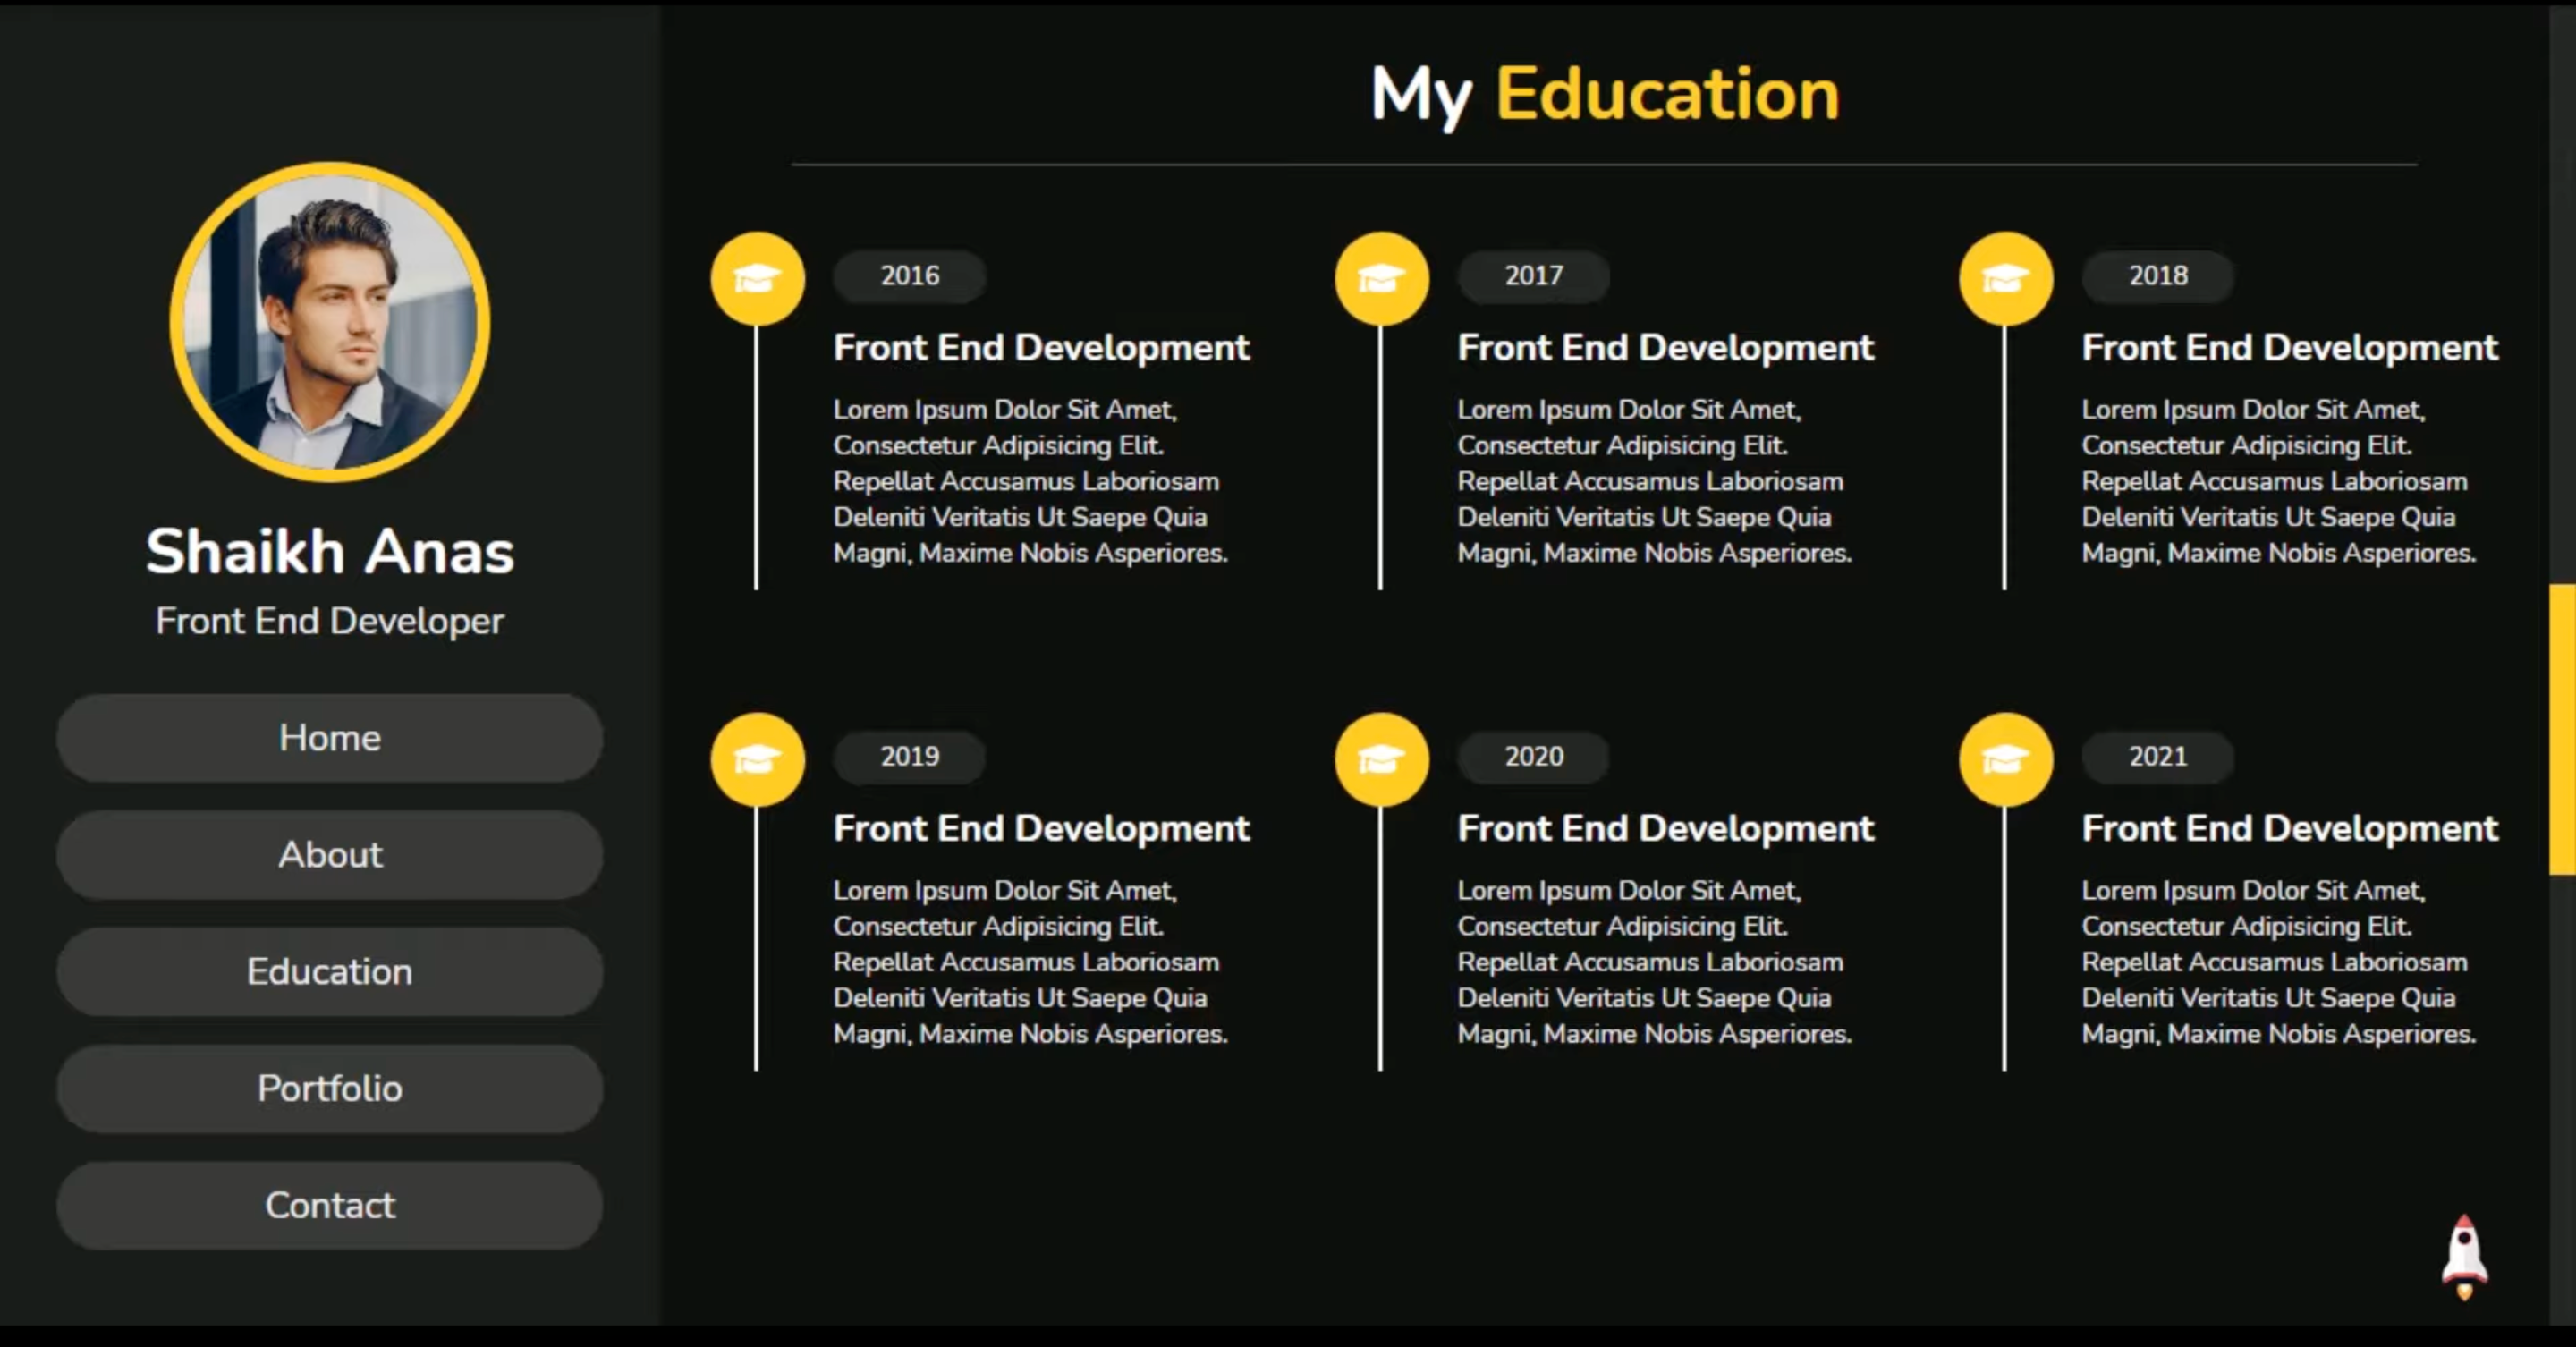 Shaikh Anas
Front End Developer
Home
About
Education
Portfolio
Contact
My Education
2016
Front End Development
Lorem Ipsum Dolor Sit Amet,
Consectetur Adipisicing Elit.
Repellat Accusamus Laboriosam
Deleniti Veritatis Ut Saepe Quia
Magni, Maxime Nobis Asperiores.
2017
Front End Development
Lorem Ipsum Dolor Sit Amet,
Consectetur Adipisicing Elit.
Repellat Accusamus Laboriosam
Deleniti Veritatis Ut Saepe Quia
Magni, Maxime Nobis Asperiores.
2018
Front End Development
Lorem Ipsum Dolor Sit Amet,
Consectetur Adipisicing Elit.
Repellat Accusamus Laboriosam
Deleniti Veritatis Ut Saepe Quia
Magni, Maxime Nobis Asperiores.
2019
Front End Development
Lorem Ipsum Dolor Sit Amet,
Consectetur Adipisicing Elit.
Repellat Accusamus Laboriosam
Deleniti Veritatis Ut Saepe Quia
Magni, Maxime Nobis Asperiores.
2020
Front End Development
Lorem Ipsum Dolor Sit Amet,
Consectetur Adipisicing Elit.
Repellat Accusamus Laboriosam
Deleniti Veritatis Ut Saepe Quia
Magni, Maxime Nobis Asperiores.
2021
Front End Development
Lorem Ipsum Dolor Sit Amet,
Consectetur Adipisicing Elit.
Repellat Accusamus Laboriosam
Deleniti Veritatis Ut Saepe Quia
Magni, Maxime Nobis Asperiores.